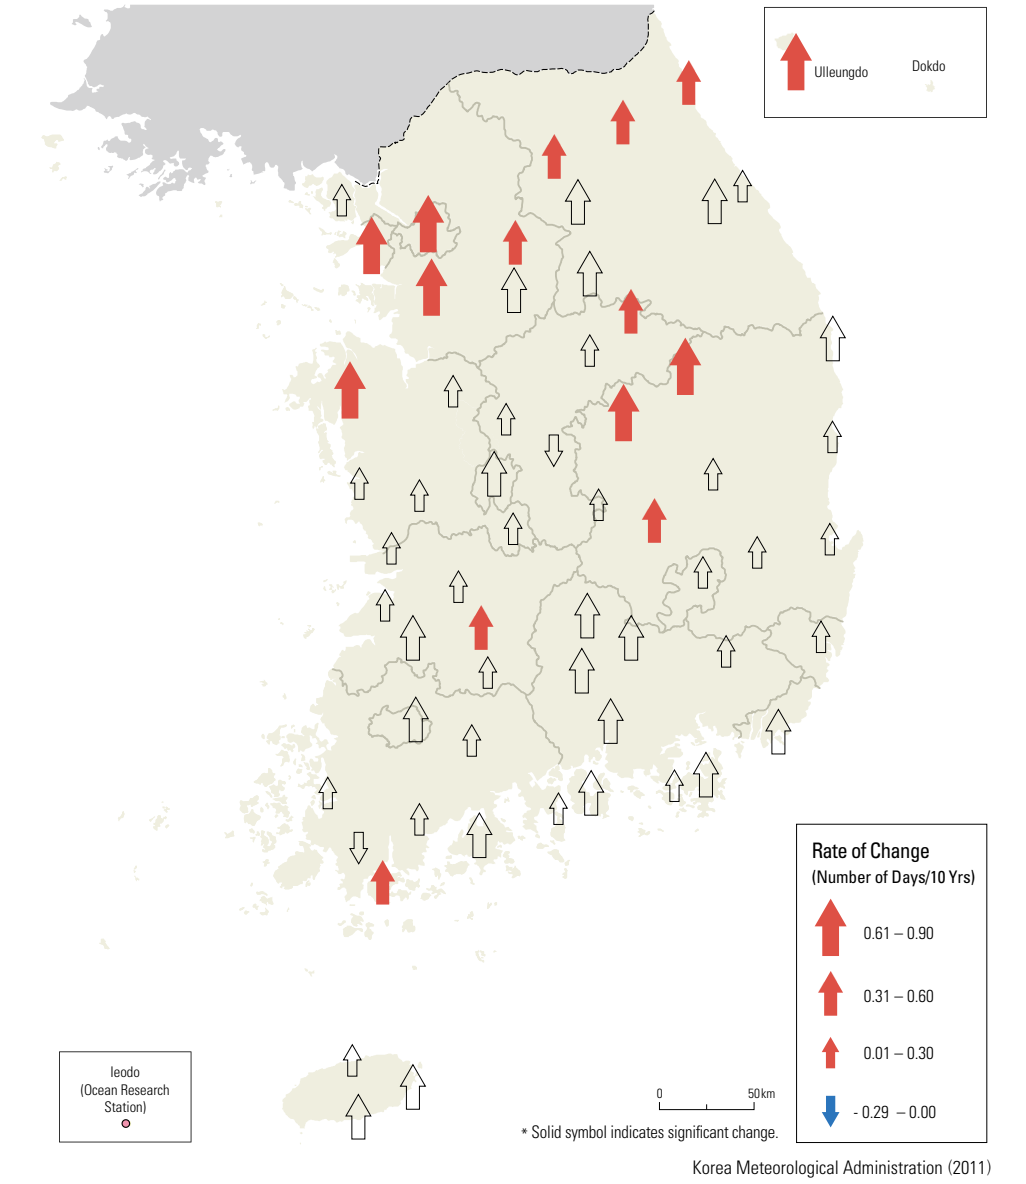 Ulleungdo
Dokdo
Rate of Change
(Number of Days/10 Yrs)
0.61 – 0.90
0.31 – 0.60
0.01 – 0.30
- 0.29 – 0.00
Ieodo
(Ocean Research
Station)
0
50km
* Solid symbol indicates significant change.
Korea Meteorological Administration (2011)